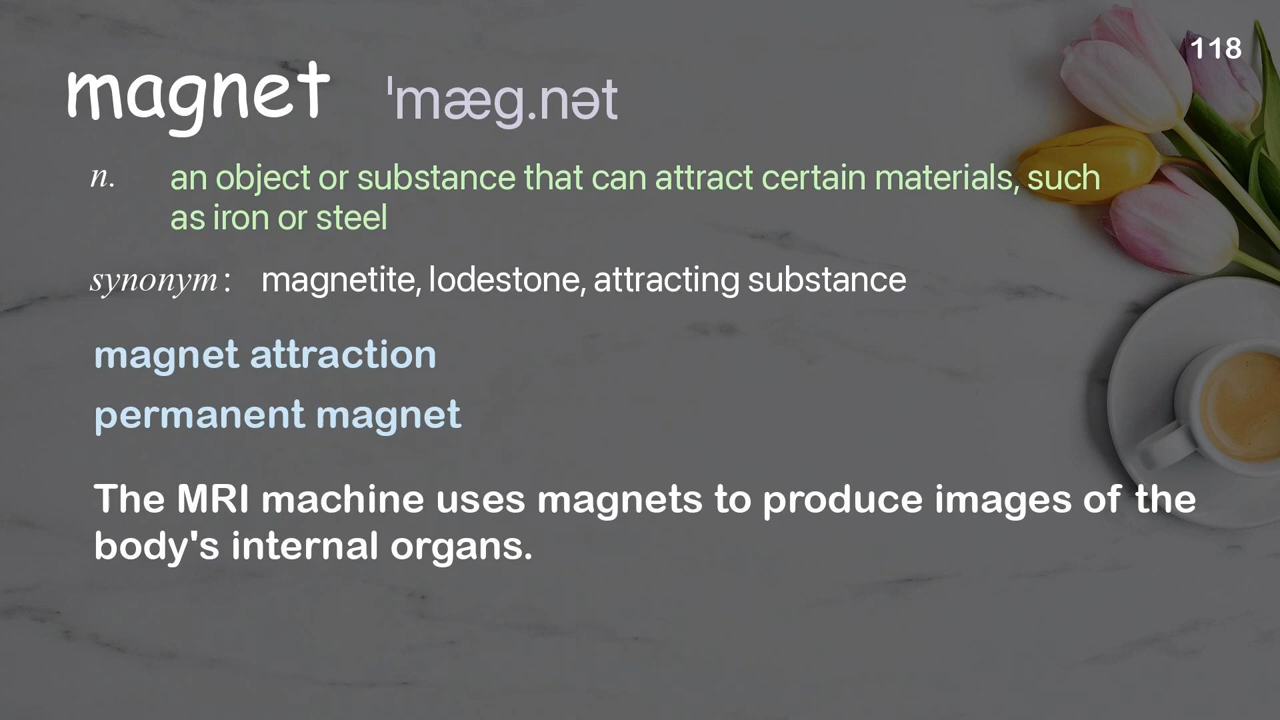 118
magnet ˈmæg.nət
n. an object or substance that can attract certain materials, such
as iron or steel
synonym: magnetite, lodestone, attracting substance
magnet attraction
permanent magnet
The MRI machine uses magnets to produce images of the
body's internal organs.